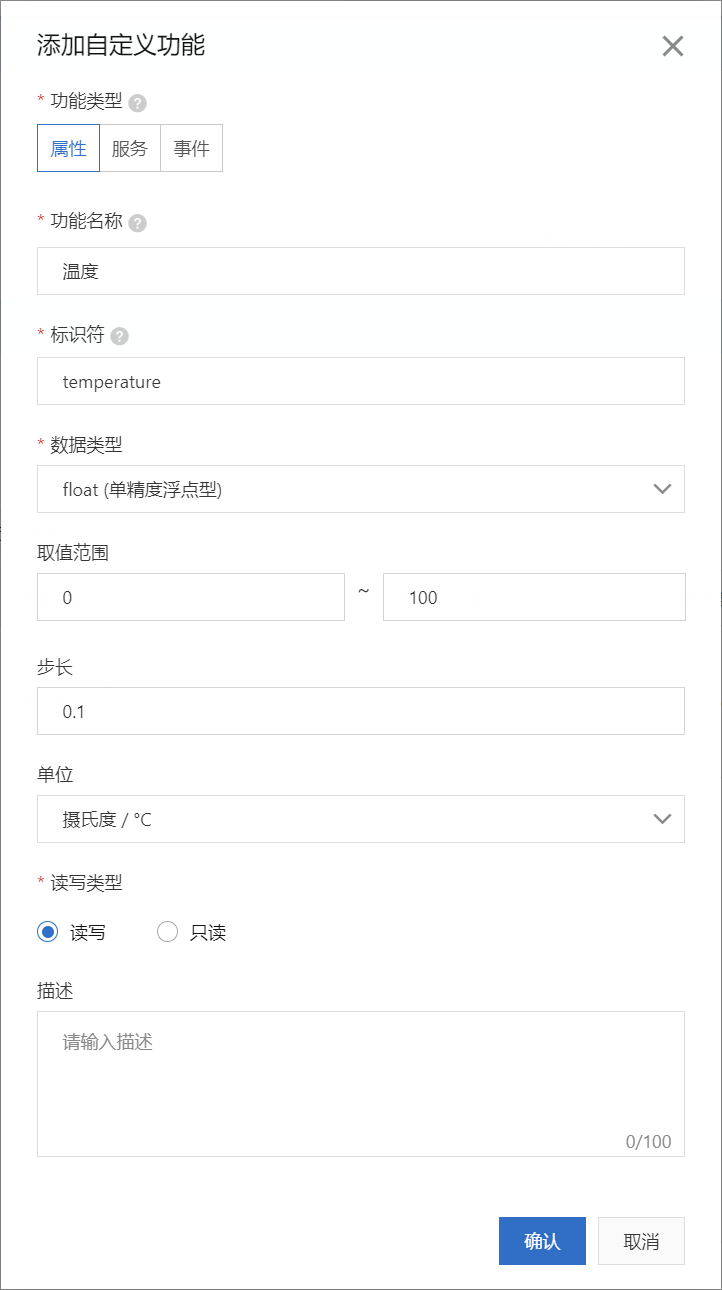 添加自定义功能
* 功能类型 ?
属性 服务 事件
* 功能名称 ?
温度
* 标识符 ?
temperature
* 数据类型
float (单精度浮点型)
取值范围
0 ~ 100
步长
0.1
单位
摄氏度 / °C
* 读写类型
读写 只读
描述
请输入描述
0/100
确认 取消